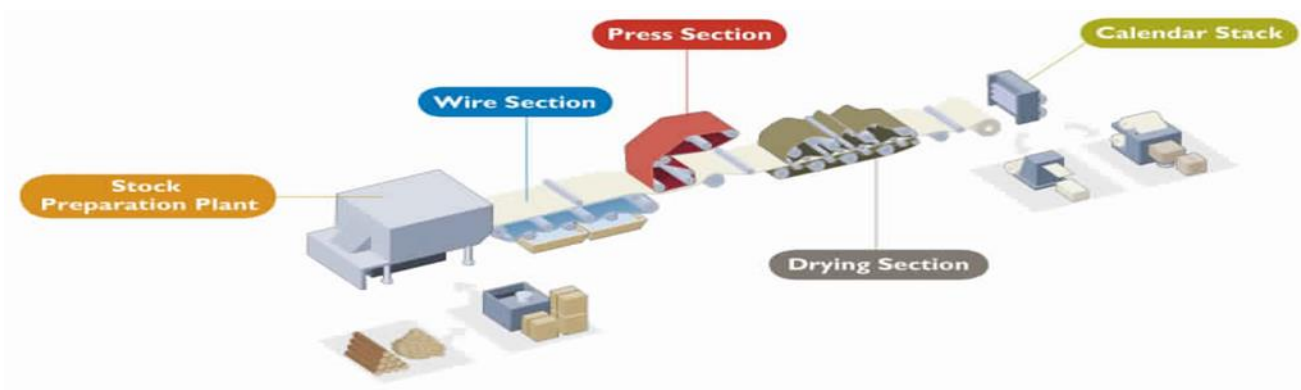 Press Section
Calendar Stack
Wire Section
Stock
Preparation Plant
Drying Section